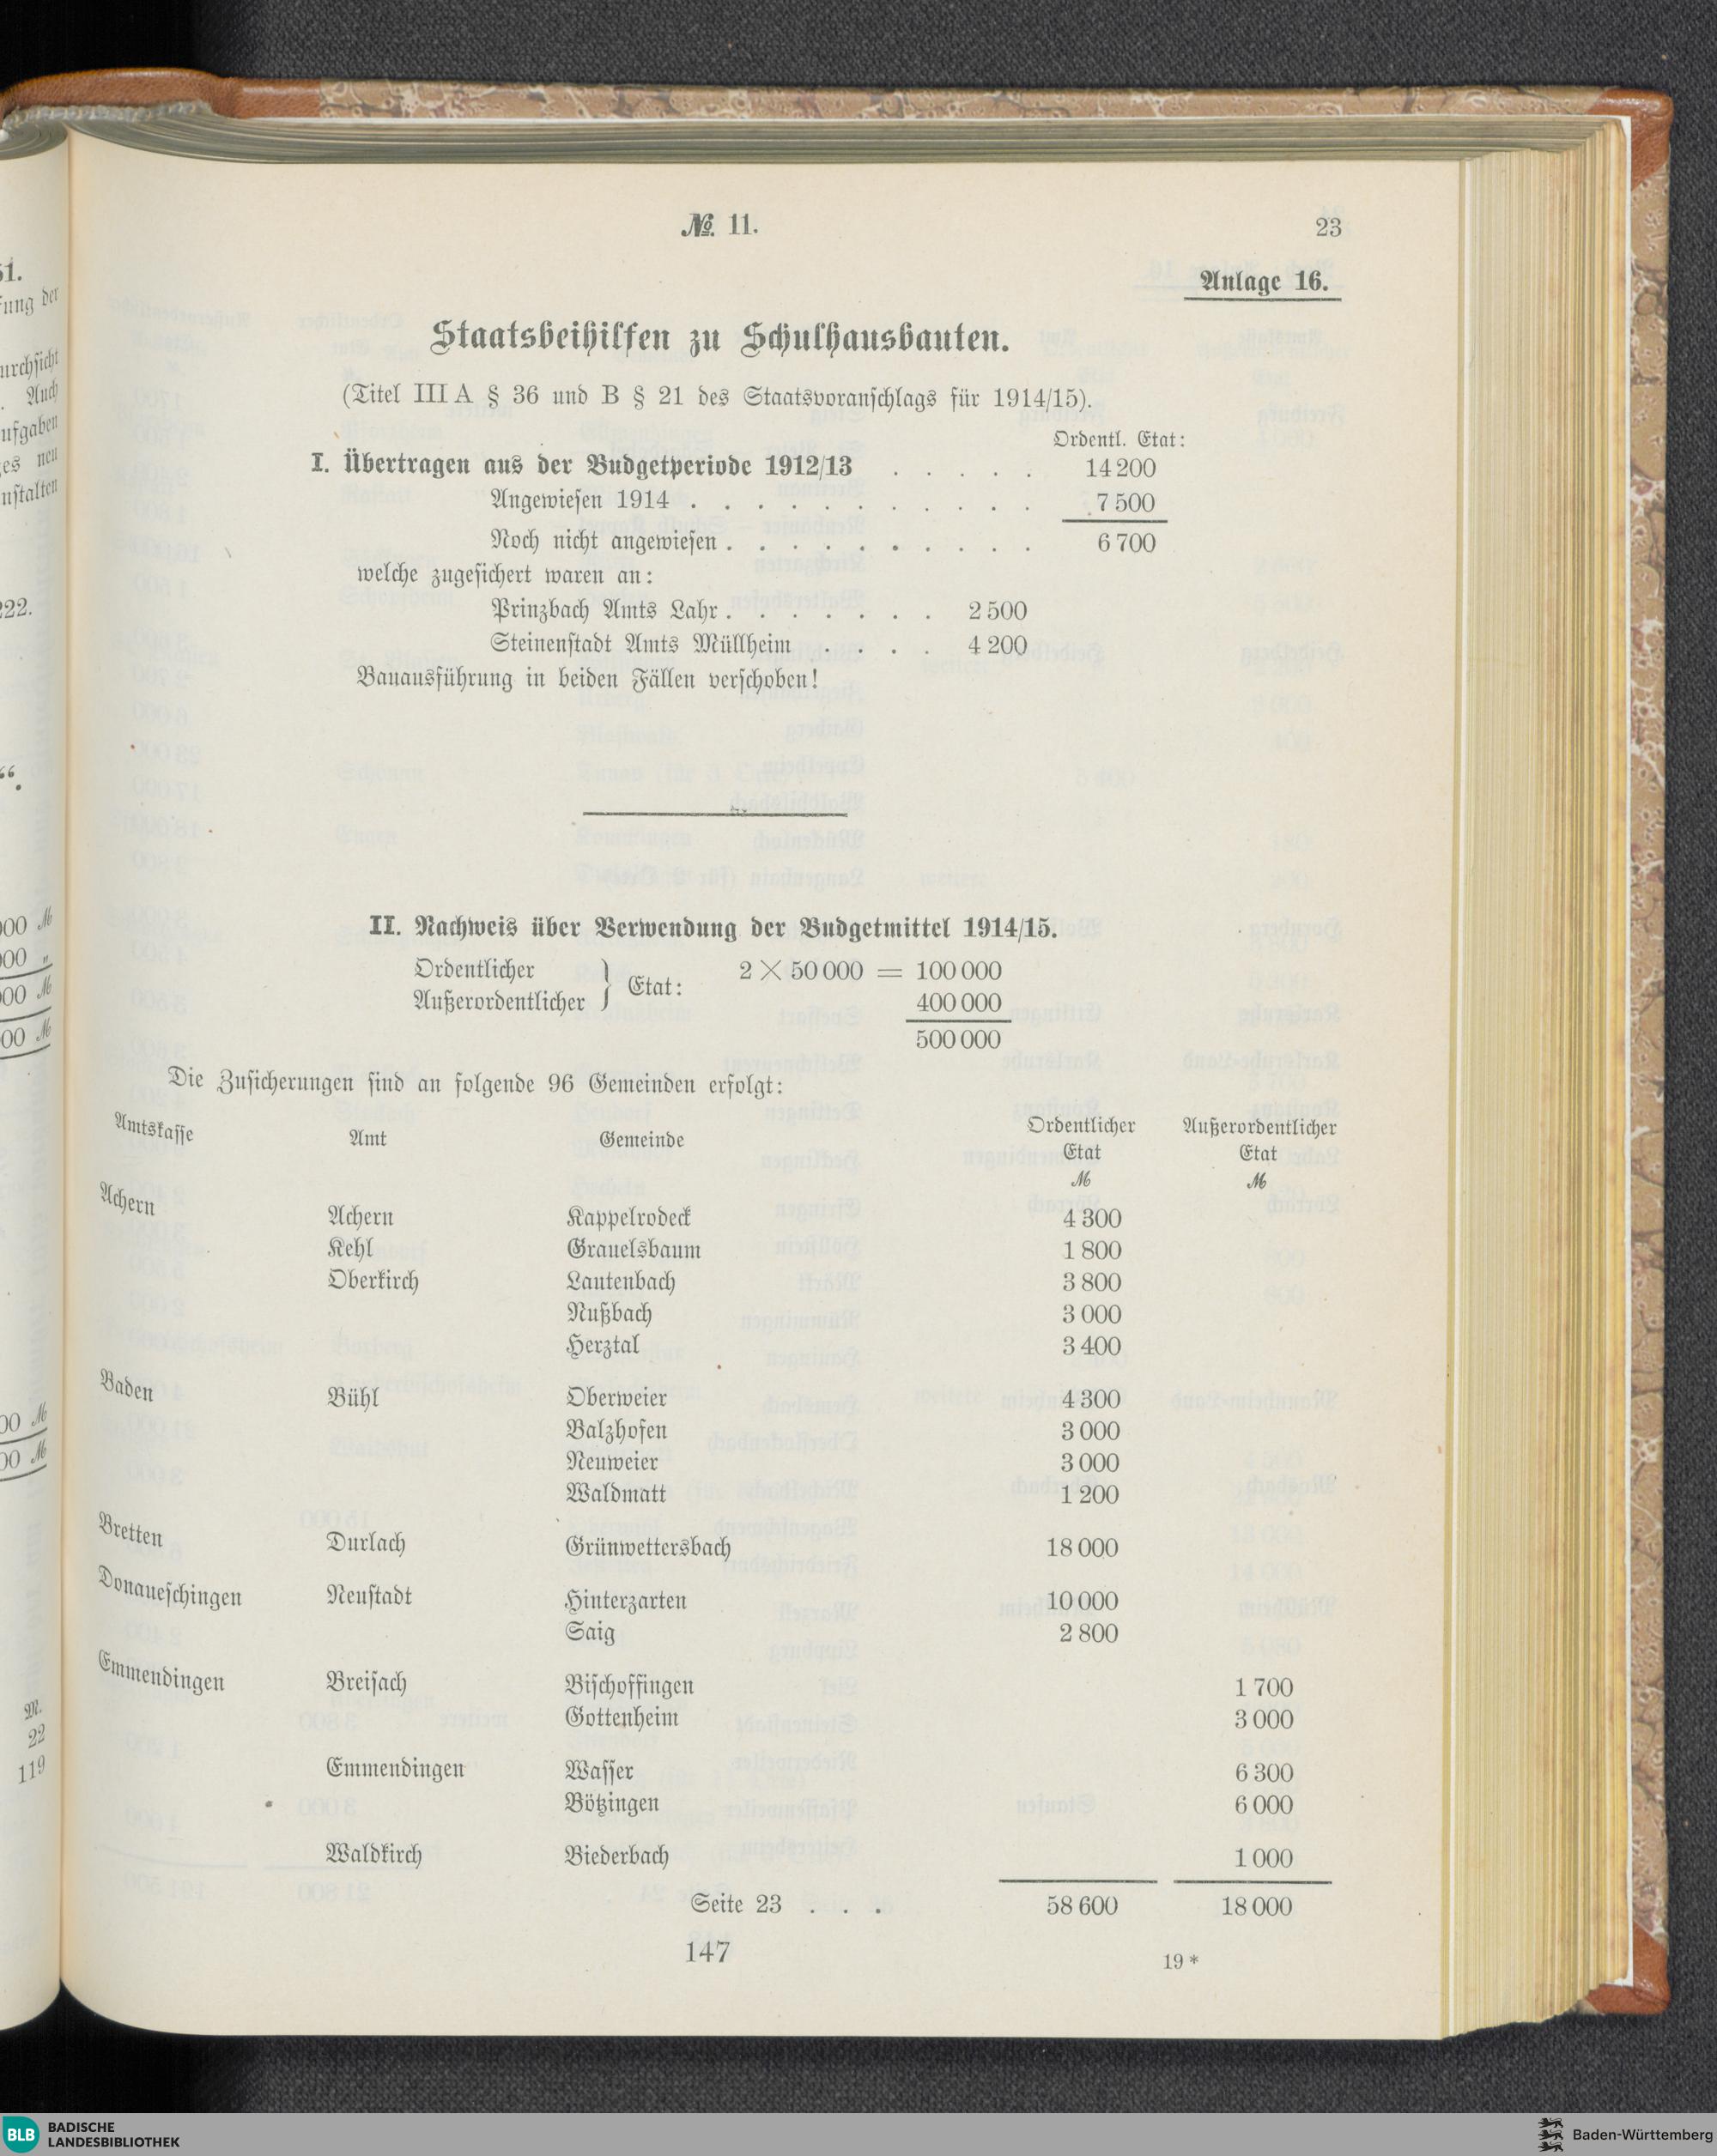 № 11.
23
Anlage 16.
Staatsbeihilfen zu Schulhausbauten.
(Titel III A § 36 und B § 21 des Staatsvoranschlags für 1914/15).
Ordentl. Etat:
I. Übertragen aus der Budgetperiode 1912/13 . . . . . 14 200
Angewiesen 1914 . . . . . . . . . . . 7 500
Noch nicht angewiesen . . . . . . . . . . 6 700
welche zugesichert waren an:
Prinzbach Amts Lahr . . . . . . . 2 500
Steinenstadt Amts Müllheim . . . . . 4 200
Bauausführung in beiden Fällen verschoben!
II. Nachweis über Verwendung der Budgetmittel 1914/15.
Ordentlicher } Etat: 2 × 50 000 = 100 000
Außerordentlicher 400 000
500 000
Die Zusicherungen sind an folgende 96 Gemeinden erfolgt:
Amtskasse Amt Gemeinde Ordentlicher Etat ℳ Außerordentlicher Etat ℳ
Achern Achern Kappelrodeck 4 300
Kehl Grauelsbaum 1 800
Oberkirch Lautenbach 3 800
Nußbach 3 000
Herztal 3 400
Baden Bühl Oberweier 4 300
Balzhofen 3 000
Neuweier 3 000
Waldmatt 1 200
Bretten Durlach Grünwettersbach 18 000
Donaueschingen Neustadt Hinterzarten 10 000
Saig 2 800
Emmendingen Breisach Bischoffingen 1 700
Gottenheim 3 000
Emmendingen Wasser 6 300
Bötzingen 6 000
Waldkirch Biederbach 1 000
Seite 23 . . . 58 600 18 000
147
19 *
BLB BADISCHE
LANDESBIBLIOTHEK
Baden-Württemberg